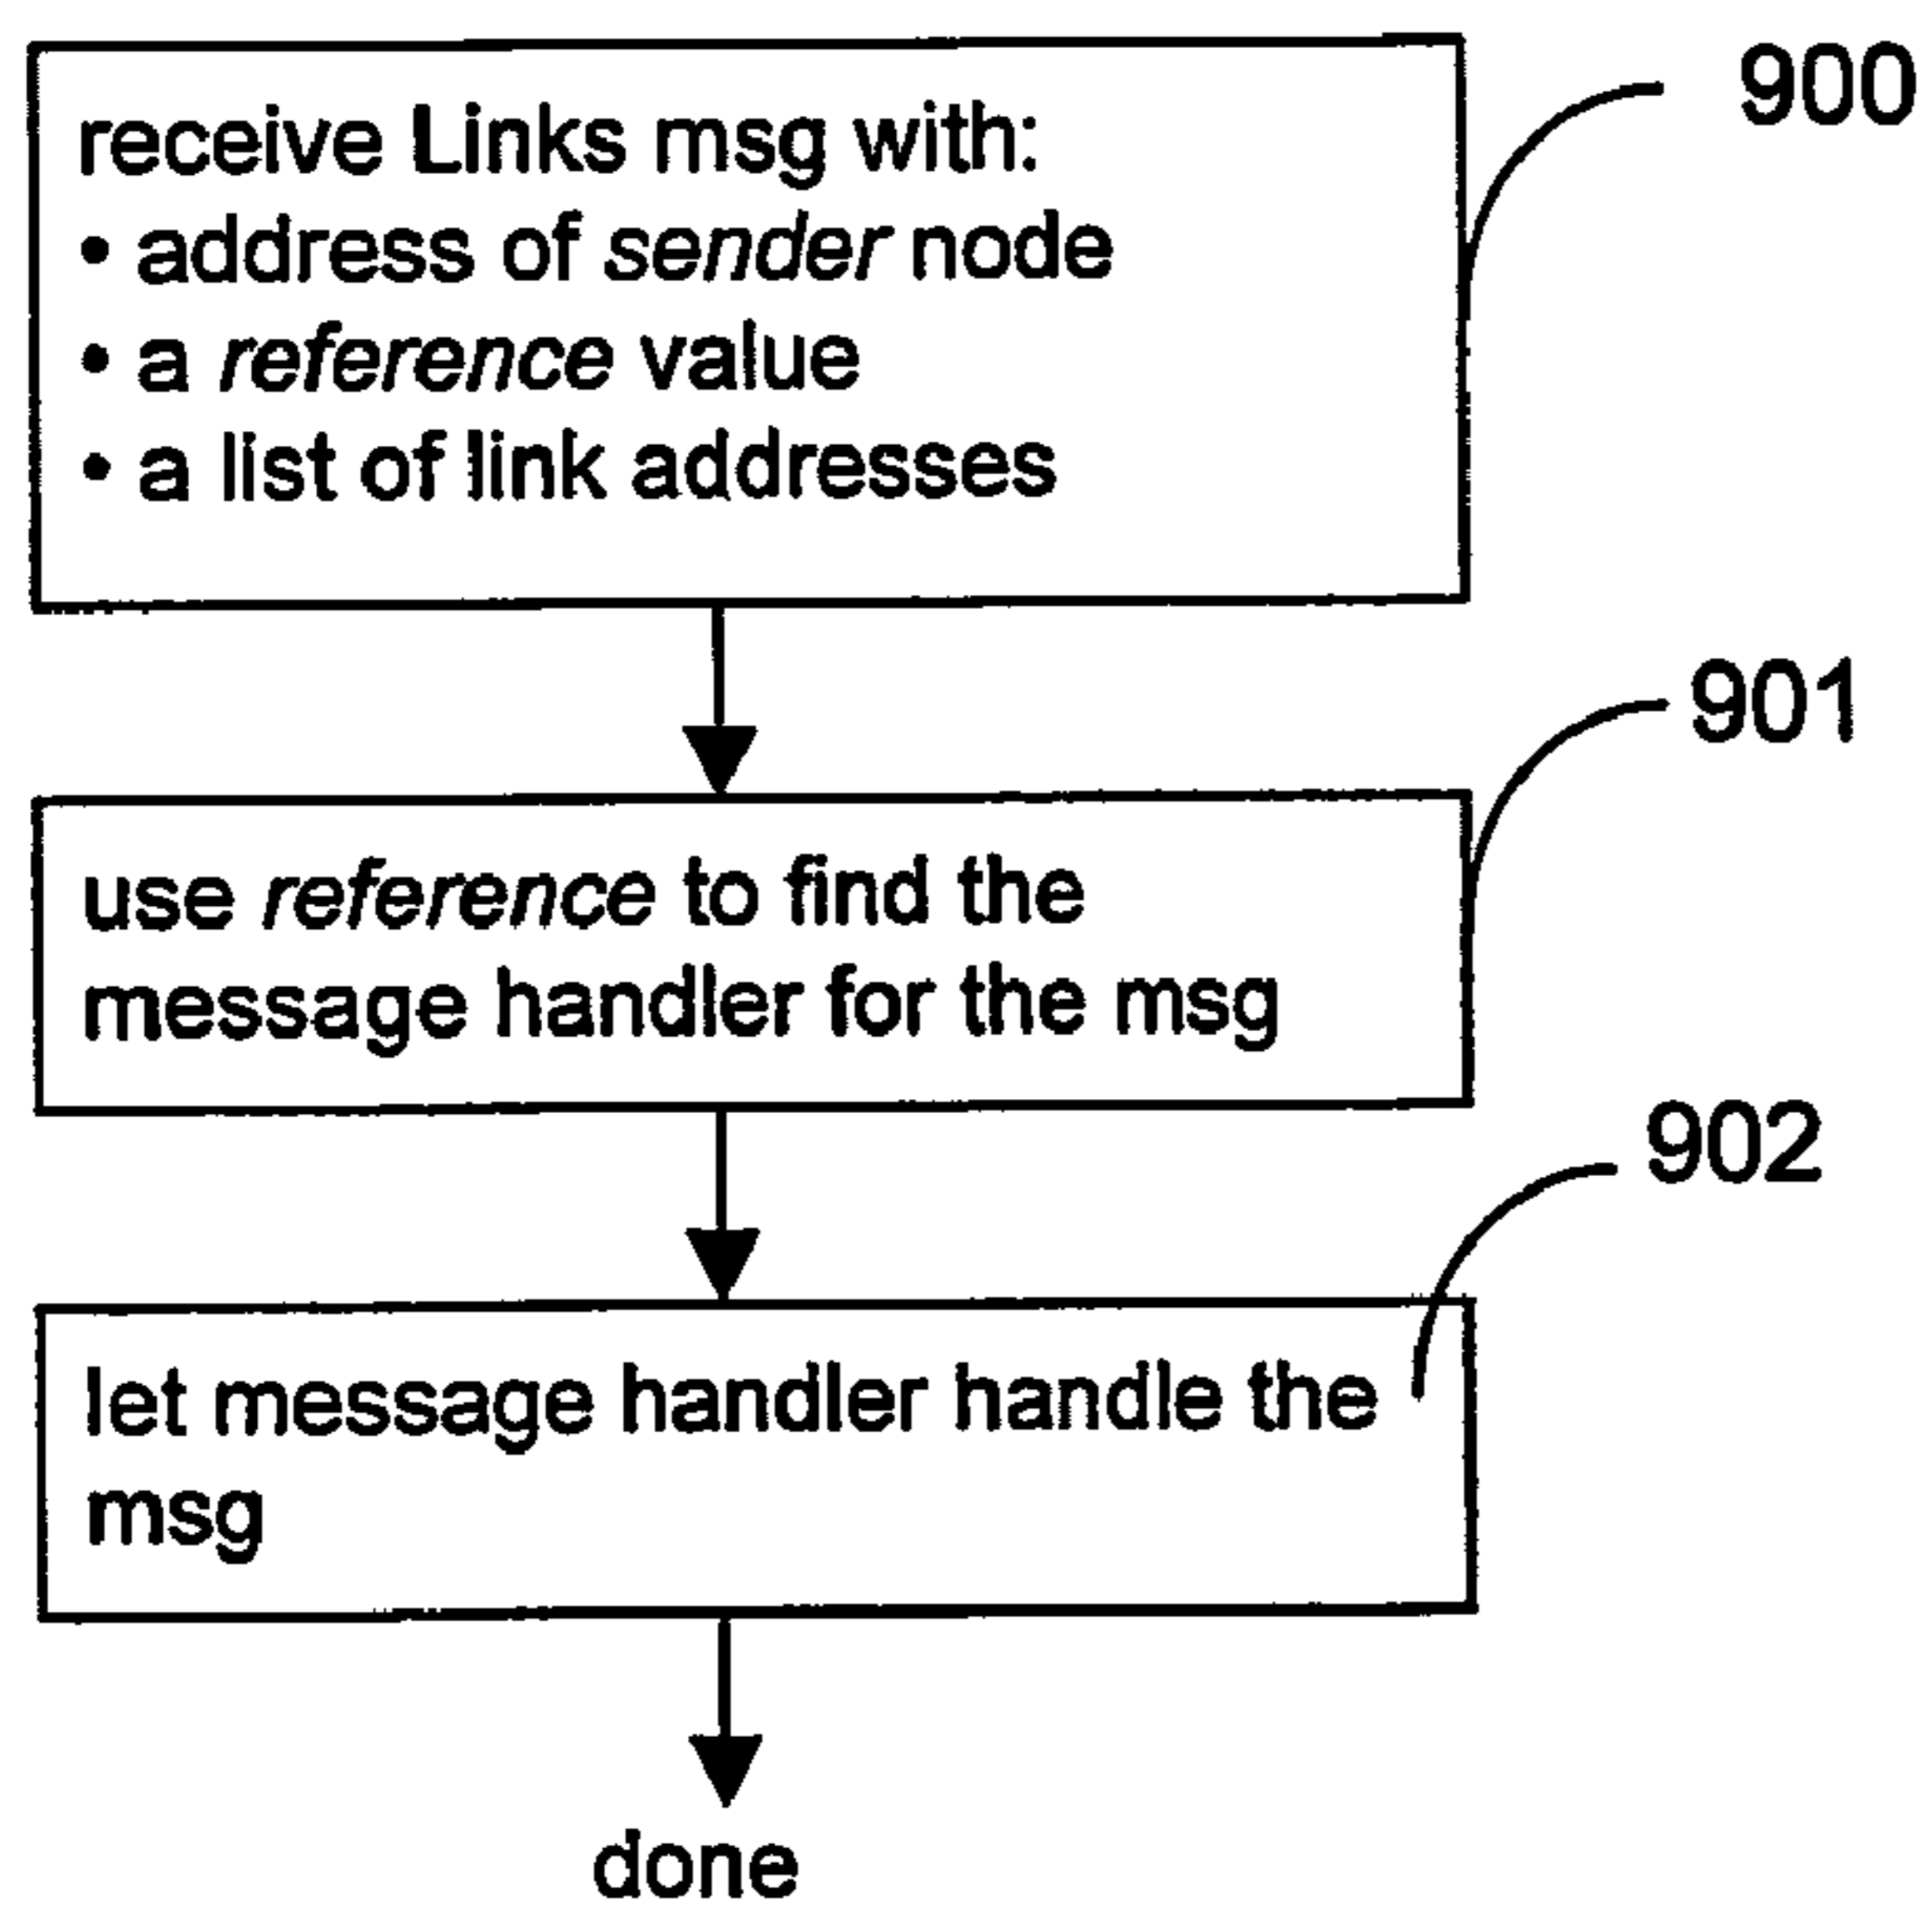 900
receive Links msg with:
• address of sender node
• a reference value
• a list of link addresses
901
use reference to find the
message handler for the msg
902
let message handler handle the
msg
done